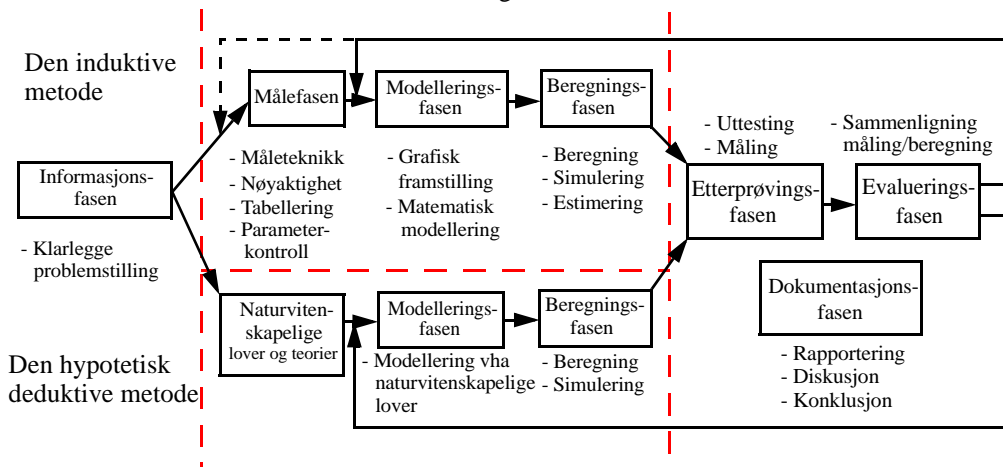 Den induktive
metode
Målefasen
Modellerings-
fasen
Beregnings-
fasen
- Måleteknikk
- Nøyaktighet
- Tabellering
- Parameter-
kontroll
- Grafisk
framstilling
- Matematisk
modellering
- Beregning
- Simulering
- Estimering
- Uttesting
- Måling
- Sammenligning
måling/beregning
Informasjons-
fasen
- Klarlegge
problemstilling
Etterprøvings-
fasen
Evaluerings-
fasen
Den hypotetisk
deduktive metode
Naturviten-
skapelige
lover og teorier
Modellerings-
fasen
Beregnings-
fasen
- Modellering vha
naturvitenskapelige
lover
- Beregning
- Simulering
Dokumentasjons-
fasen
- Rapportering
- Diskusjon
- Konklusjon